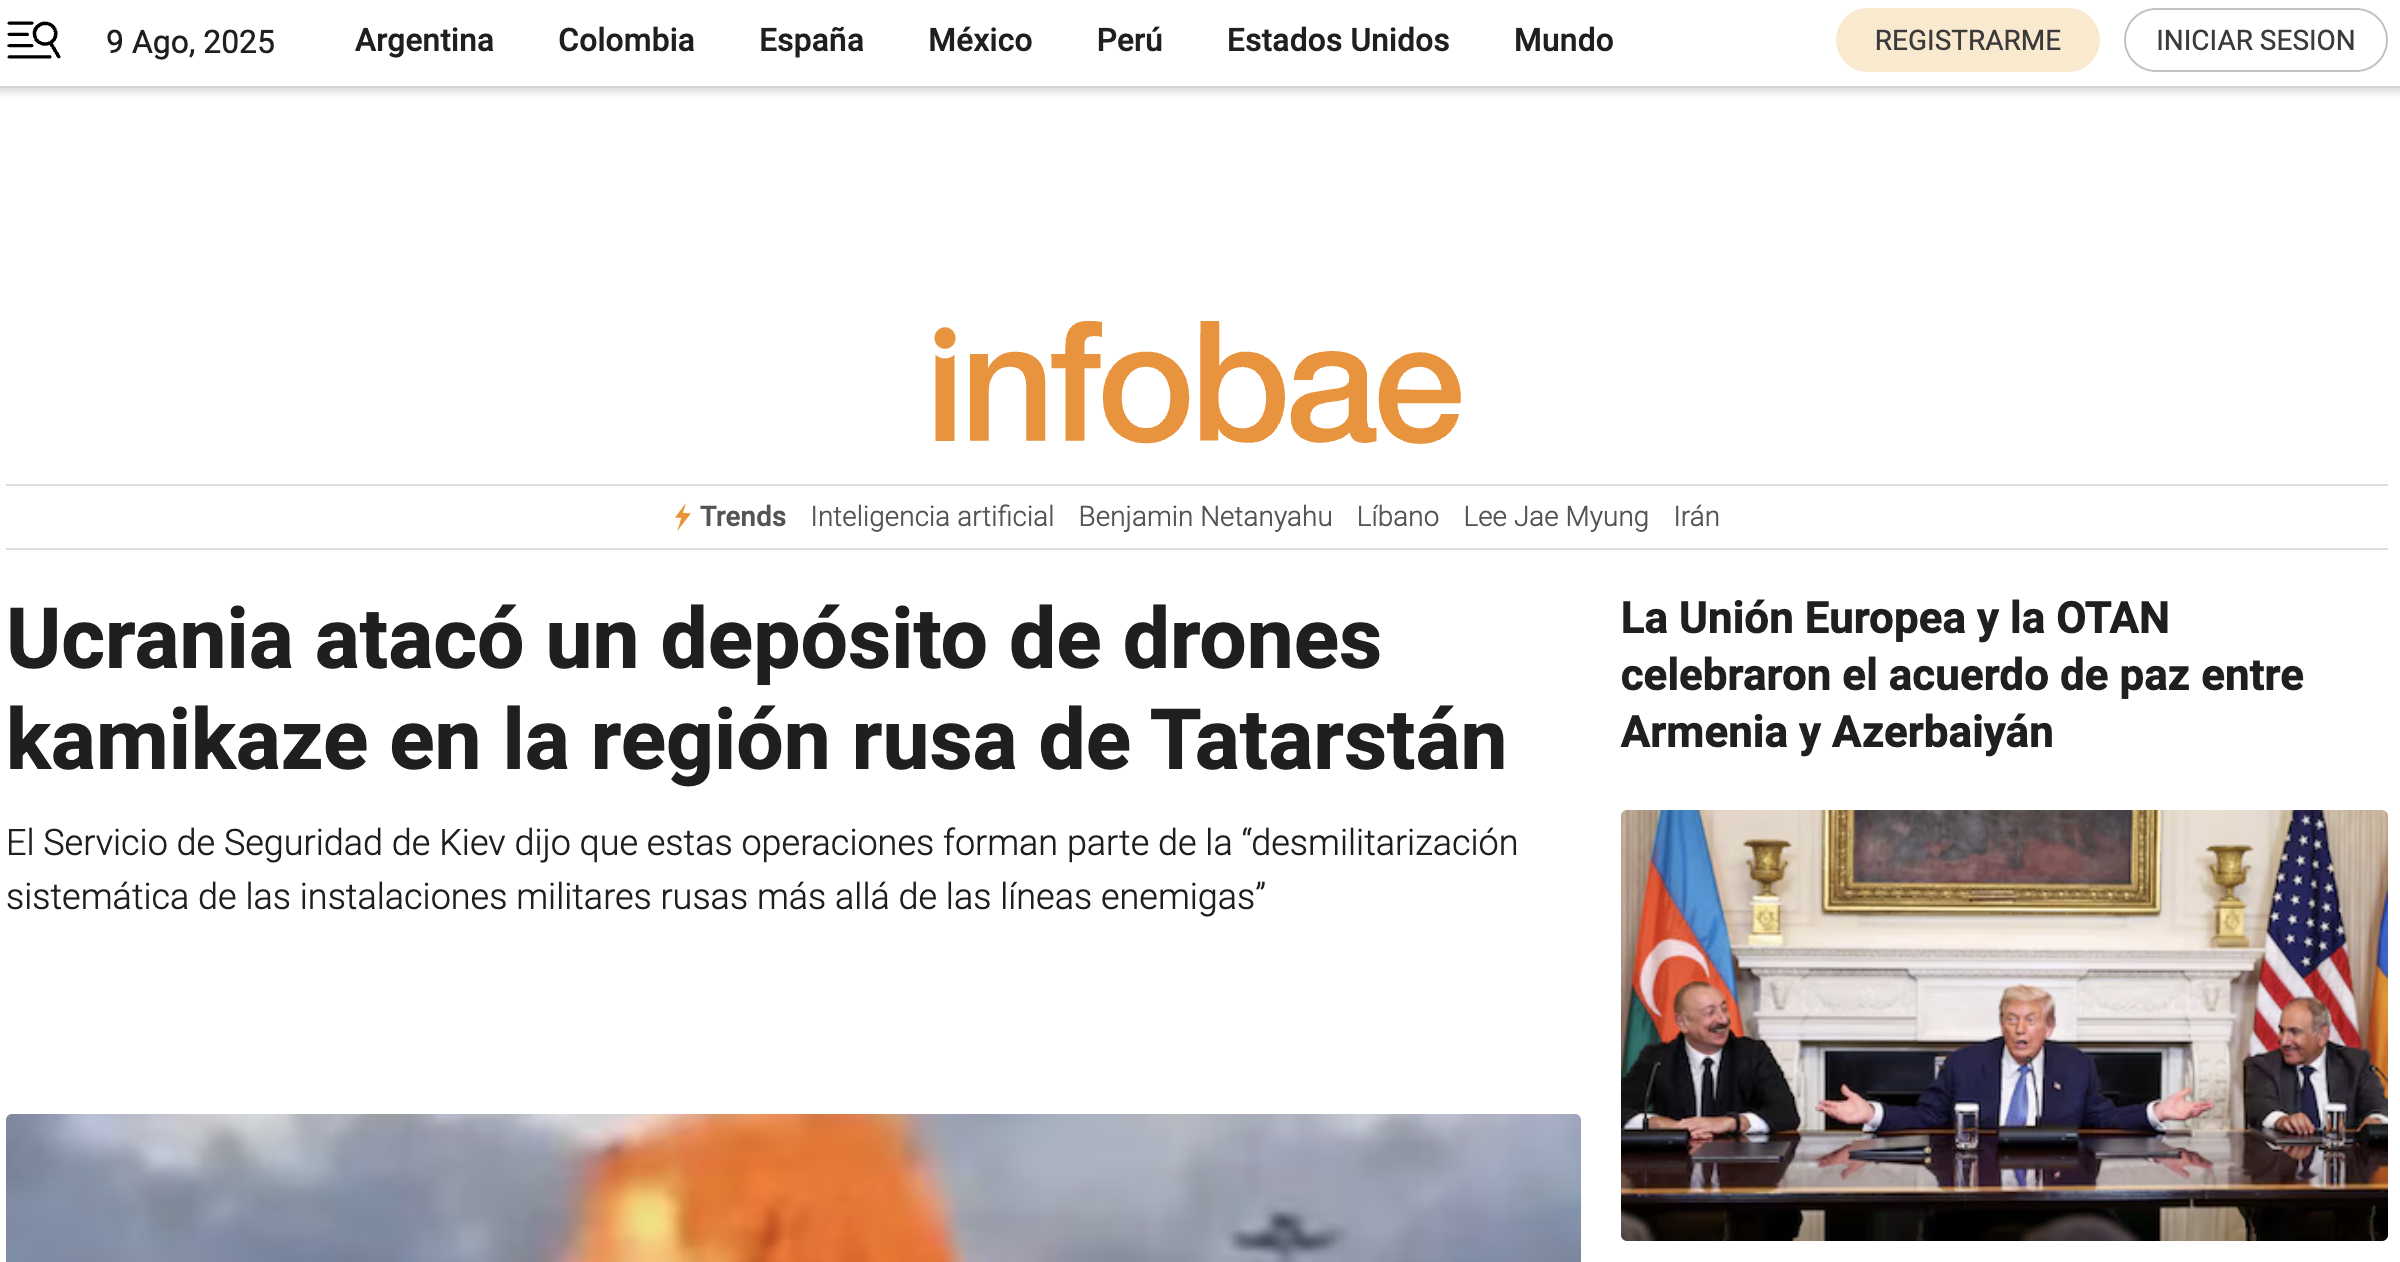 9 Ago, 2025 Argentina Colombia España México Perú Estados Unidos Mundo REGISTRARME INICIAR SESION
infobae
Trends Inteligencia artificial Benjamin Netanyahu Líbano Lee Jae Myung Irán
Ucrania atacó un depósito de drones
kamikaze en la región rusa de Tatarstán
El Servicio de Seguridad de Kiev dijo que estas operaciones forman parte de la “desmilitarización
sistemática de las instalaciones militares rusas más allá de las líneas enemigas”
La Unión Europea y la OTAN
celebraron el acuerdo de paz entre
Armenia y Azerbaiyán